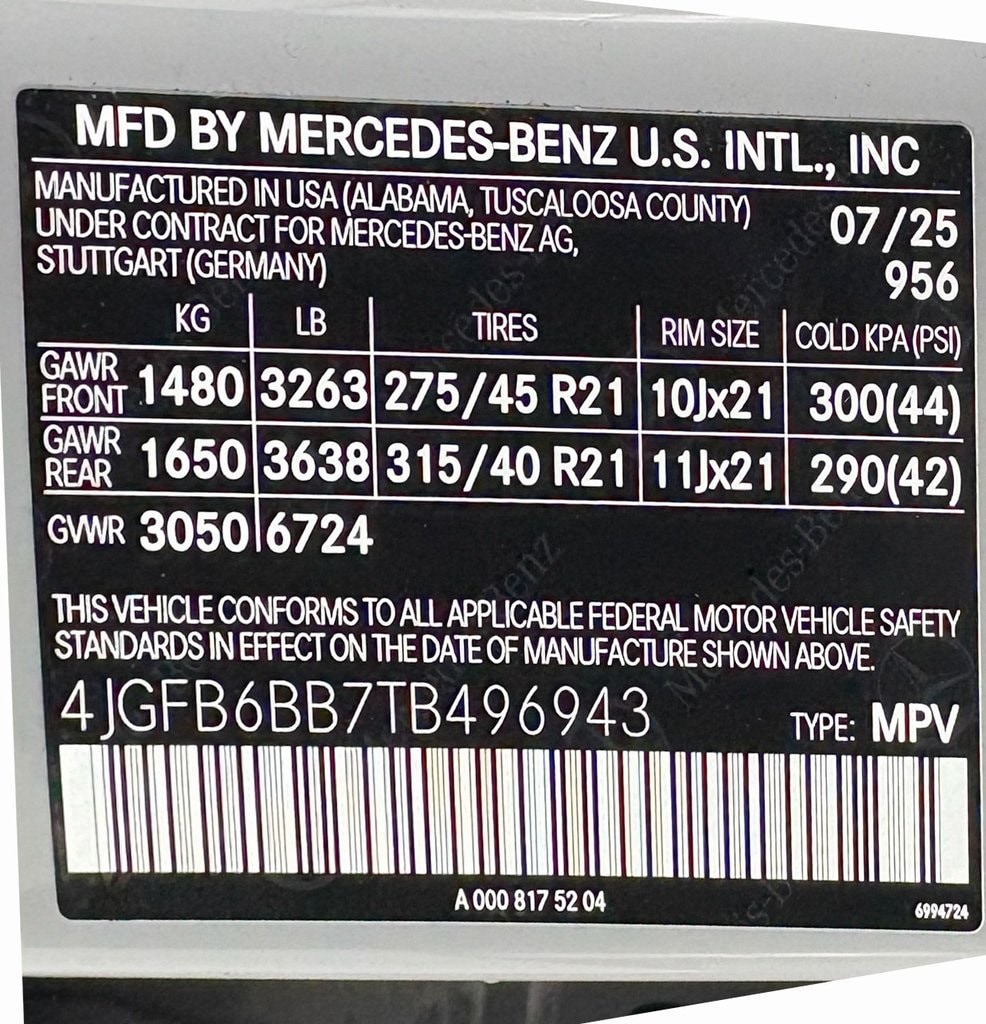 MFD BY MERCEDES-BENZ U.S. INTL., INC
MANUFACTURED IN USA (ALABAMA, TUSCALOOSA COUNTY) 07/25
UNDER CONTRACT FOR MERCEDES-BENZ AG,
STUTTGART (GERMANY) 956
KG LB TIRES RIM SIZE COLD KPA (PSI)
GAWR FRONT 1480 3263 275/45 R21 10Jx21 300(44)
GAWR REAR 1650 3638 315/40 R21 11Jx21 290(42)
GVWR 3050 6724
THIS VEHICLE CONFORMS TO ALL APPLICABLE FEDERAL MOTOR VEHICLE SAFETY
STANDARDS IN EFFECT ON THE DATE OF MANUFACTURE SHOWN ABOVE.
4JGFB6BB7TB496943 TYPE: MPV
A 000 817 52 04
6994724